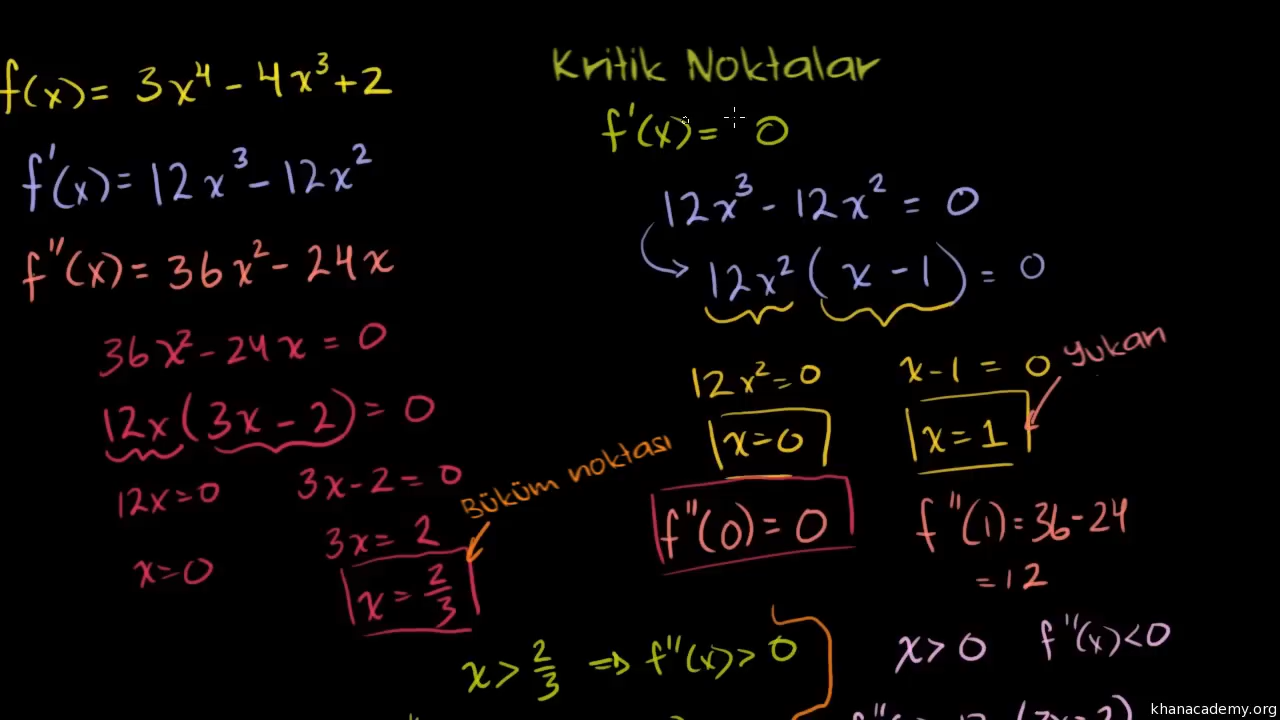 f(x) = 3x⁴ - 4x³ + 2
f'(x) = 12x³ - 12x²
f''(x) = 36x² - 24x
36x² - 24x = 0
12x(3x - 2) = 0
12x = 0
x = 0
3x - 2 = 0
3x = 2
x = 2/3
Büküm noktası
Kritik Noktalar
f'(x) = 0
12x³ - 12x² = 0
12x²(x - 1) = 0
12x² = 0
x = 0
f''(0) = 0
x - 1 = 0
x = 1
yukarı
f''(1) = 36 - 24
= 12
x > 2/3 ⇒ f''(x) > 0
x > 0 f''(x) < 0
khanacademy.org